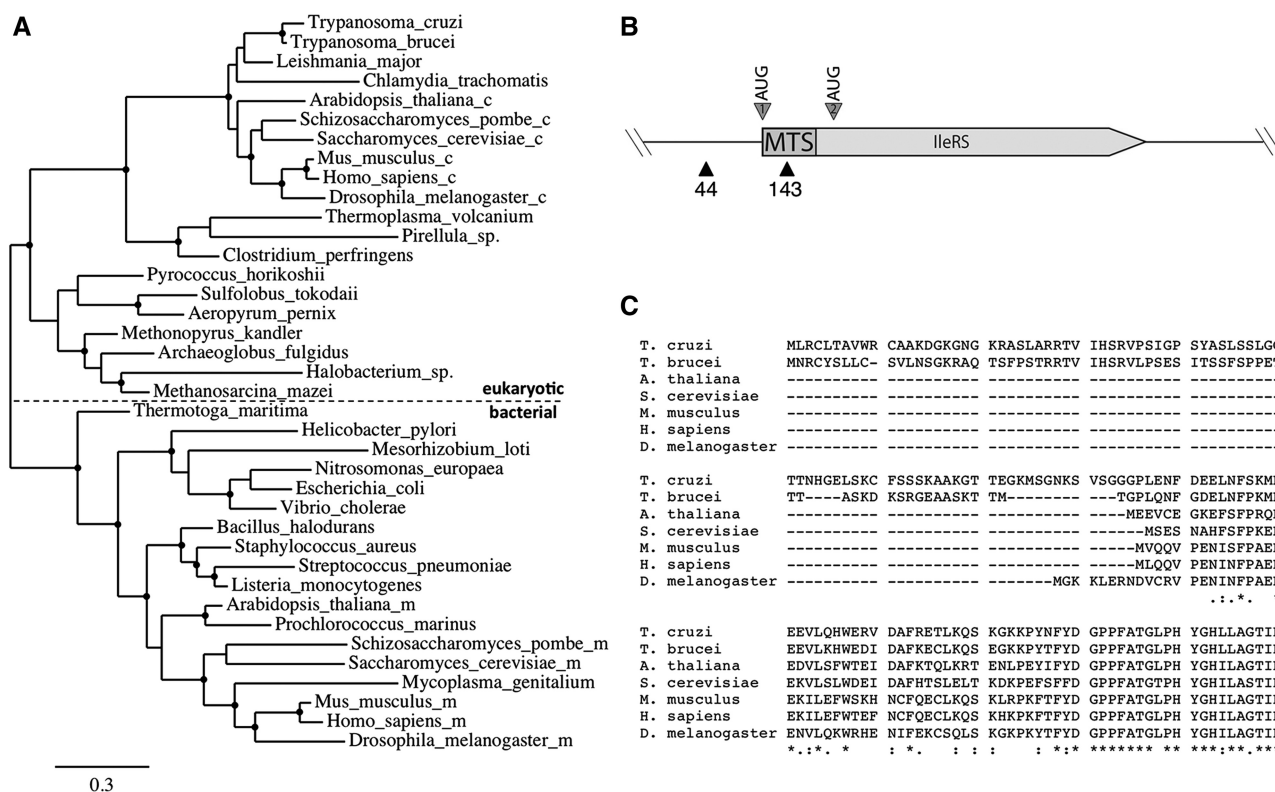 A
Trypanosoma_cruzi
Trypanosoma_brucei
Leishmania_major
Chlamydia_trachomatis
Arabidopsis_thaliana_c
Schizosaccharomyces_pombe_c
Saccharomyces_cerevisiae_c
Mus_musculus_c
Homo_sapiens_c
Drosophila_melanogaster_c
Thermoplasma_volcanium
Pirellula_sp.
Clostridium_perfringens
Pyrococcus_horikoshii
Sulfolobus_tokodaii
Aeropyrum_pernix
Methonopyrus_kandler
Archaeoglobus_fulgidus
Halobacterium_sp.
Methanosarcina_mazei
eukaryotic
bacterial
Thermotoga_maritima
Helicobacter_pylori
Mesorhizobium_loti
Nitrosomonas_europaea
Escherichia_coli
Vibrio_cholerae
Bacillus_halodurans
Staphylococcus_aureus
Streptococcus_pneumoniae
Listeria_monocytogenes
Arabidopsis_thaliana_m
Prochlorococcus_marinus
Schizosaccharomyces_pombe_m
Saccharomyces_cerevisiae_m
Mycoplasma_genitalium
Mus_musculus_m
Homo_sapiens_m
Drosophila_melanogaster_m
0.3
B
AUG AUG
1 2
MTS IleRS
44 143
C
T. cruzi MLRCLTAVWR CAAKDGKGNG KRASLARRTV IHSRVPSIGP SYASLSSLG
T. brucei MNRCYSLLC- SVLNSGKRAQ TSFPSTRRTV IHSRVLPSES ITSSFSPPE
A. thaliana ---------- ---------- ---------- ---------- ----------
S. cerevisiae ---------- ---------- ---------- ---------- ----------
M. musculus ---------- ---------- ---------- ---------- ----------
H. sapiens ---------- ---------- ---------- ---------- ----------
D. melanogaster ---------- ---------- ---------- ---------- ----------
T. cruzi TTNHGELSKC FSSSKAAKGT TEGKMSGNKS VSGGGPLENF DEELNFSKM
T. brucei TT----ASKD KSRGEAASKT TM-------- ---TGPLQNF GDELNFPKM
A. thaliana ---------- ---------- ---------- ----MEEVCE GKEFSFPRQ
S. cerevisiae ---------- ---------- ---------- ------MSES NAHFSFPKE
M. musculus ---------- ---------- ---------- -----MVQQV PENISFPAE
H. sapiens ---------- ---------- ---------- -----MLQQV PENISFPAE
D. melanogaster ---------- ---------- -------MGK KLERNDVCRV PENINFPAE
.:.*.
T. cruzi EEVLQHWERV DAFRETLKQS KGKKPYNFYD GPPFATGLPH YGHLLAGTI
T. brucei EEVLKHWEDI DAFRESLKQS EGKKPYTFYD GPPFATGLPH YGHLLAGTI
A. thaliana EDVLSFWTEI DAFKTQLKRT ENLPEYIFYD GPPFATGLPH YGHILAGTI
S. cerevisiae EKVLSLWDEI DAFHTSLELT KDKPEFSFFD GPPFATGTPH YGHILASTI
M. musculus EKILEFWSKH NCFQECLKQS KLRPKFTFYD GPPFATGLPH YGHILAGTI
H. sapiens EKILEFWTEF NCFQECLKQS KHKPKFTFYD GPPFATGLPH YGHILAGTI
D. melanogaster ENVLQKWRHE NIFEKCSQLS KGKPKYTFYD GPPFATGLPH YGHILAGTI
*.:*. * : *. : : : : *:* ******* ** ***:**.**